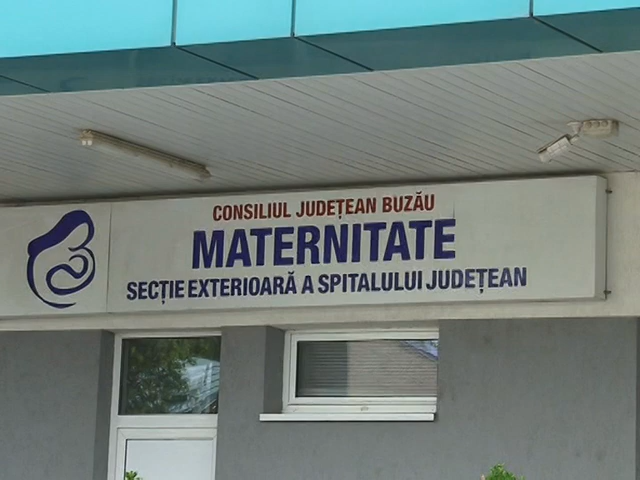 CONSILIUL JUDEȚEAN BUZĂU
MATERNITATE
SECȚIE EXTERIOARĂ A SPITALULUI JUDEȚEAN